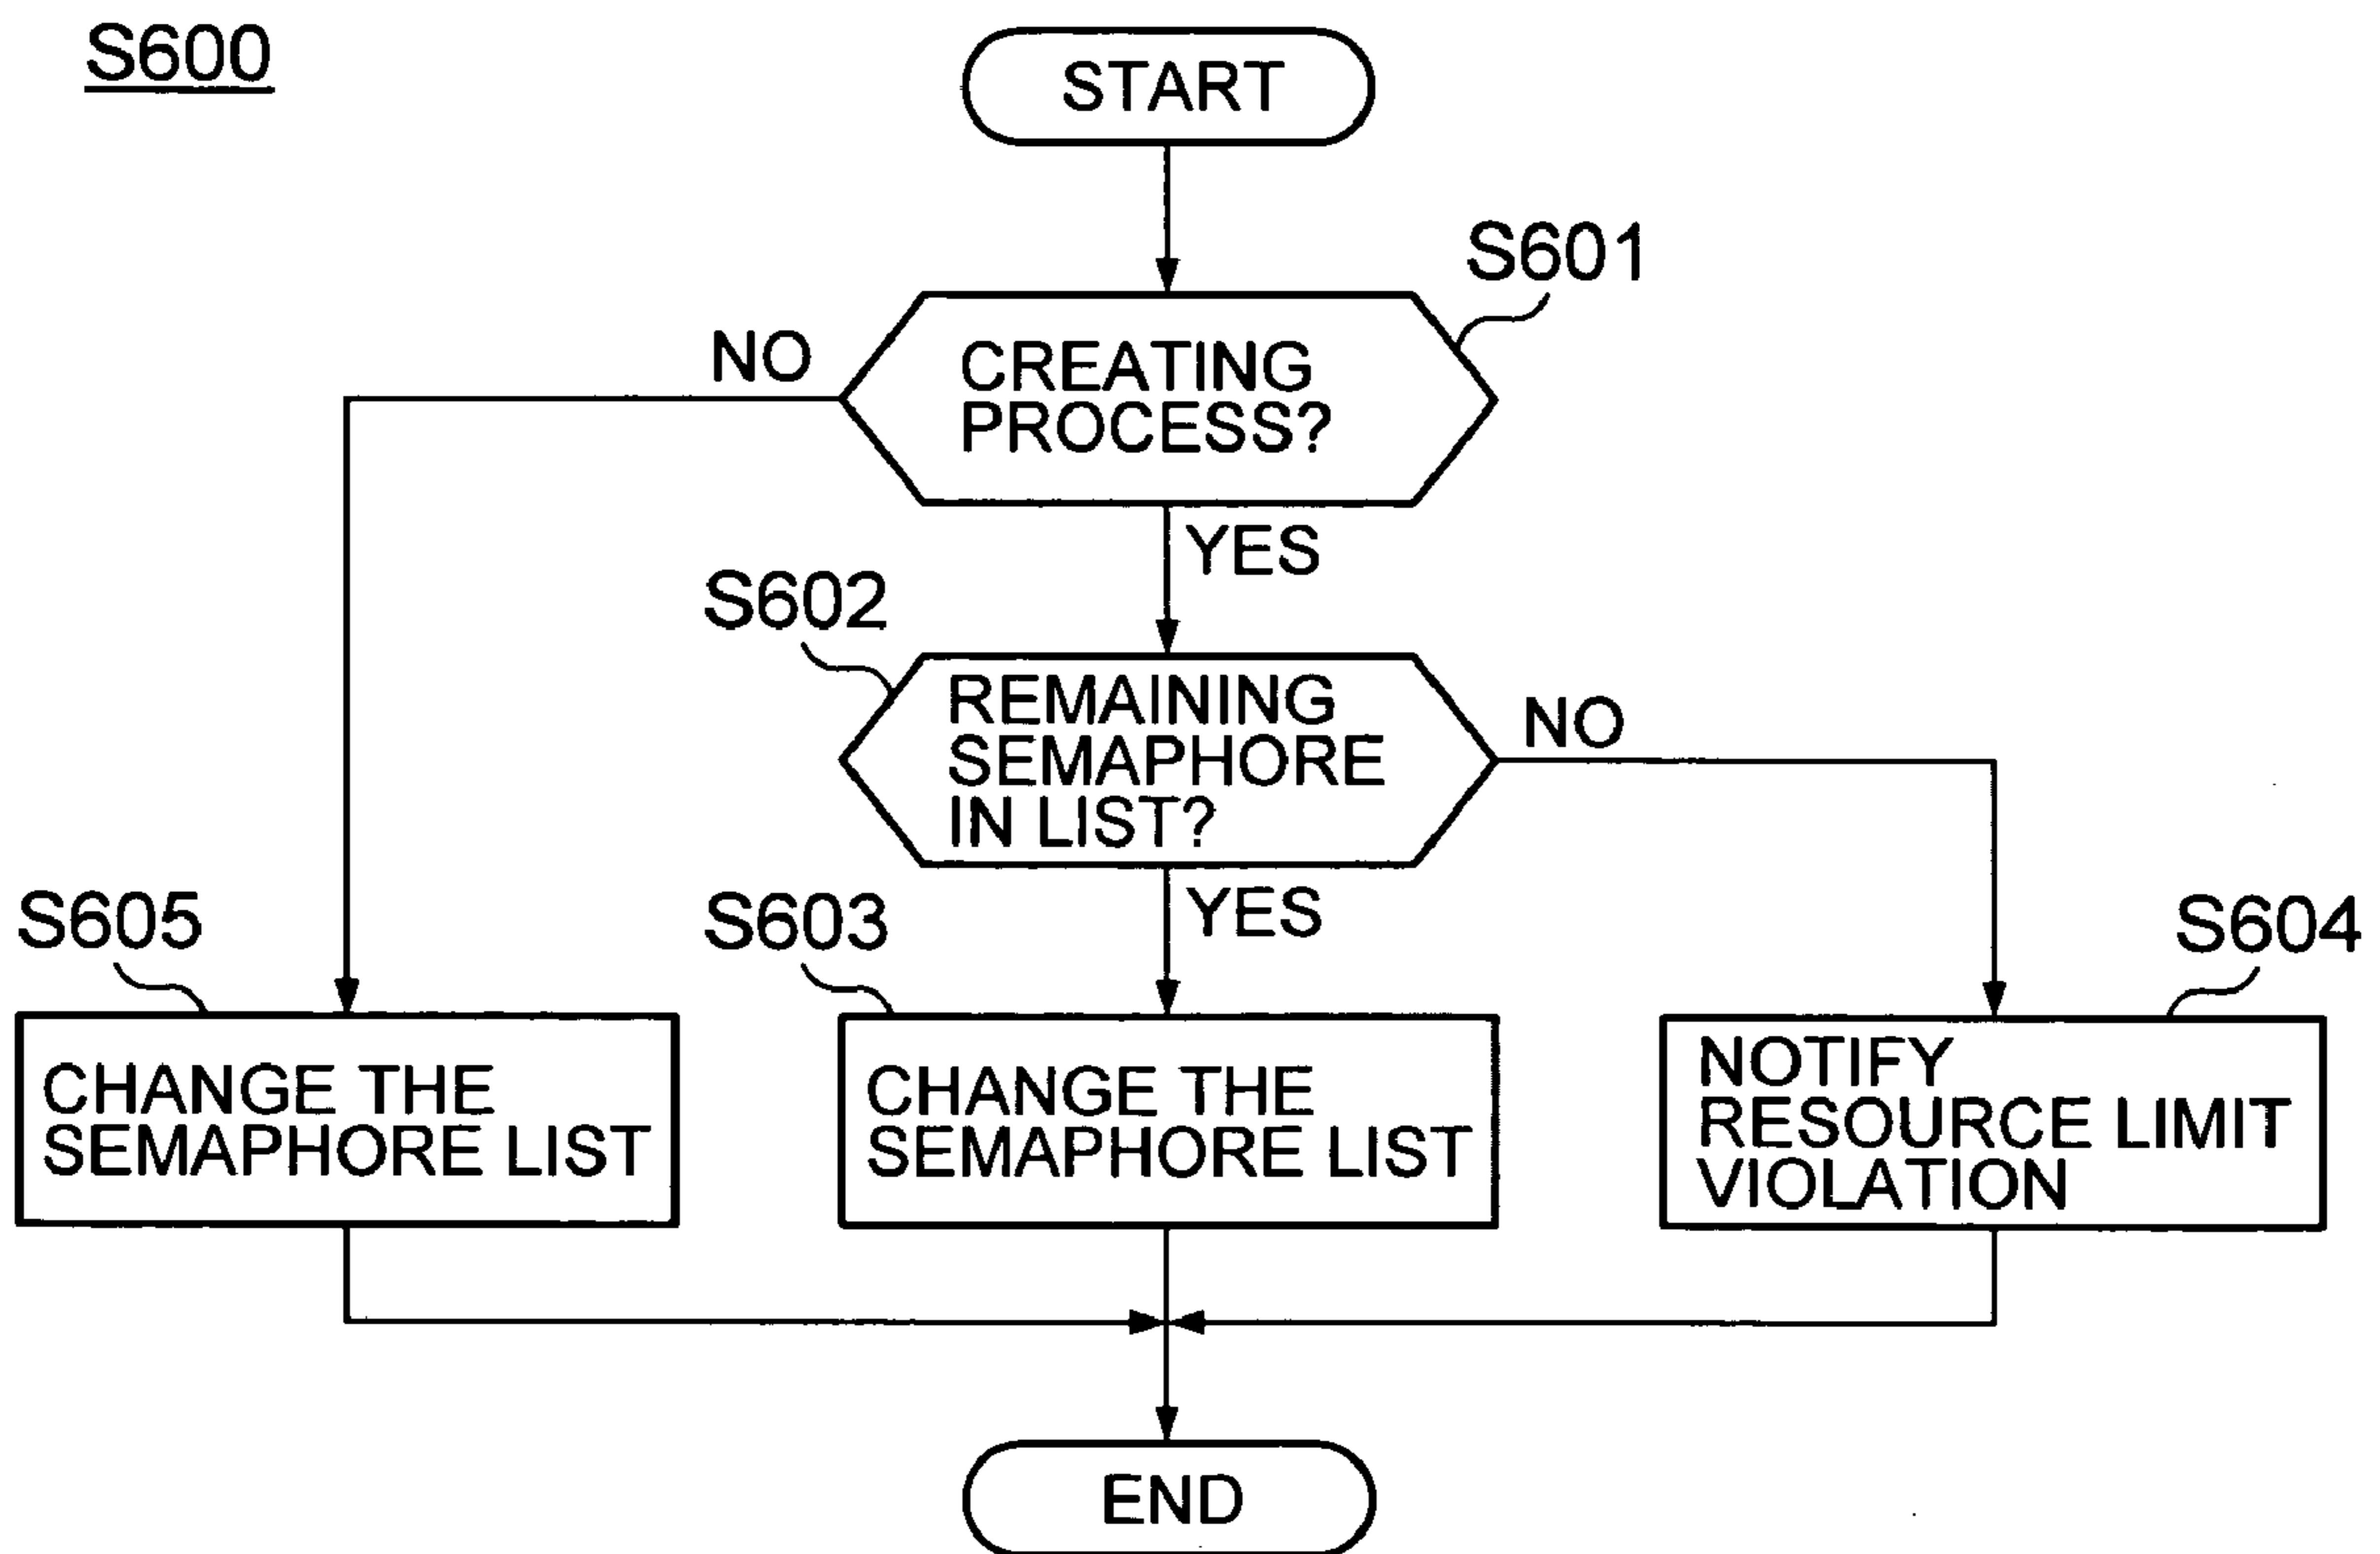 S600
START
S601
NO
CREATING
PROCESS?
YES
S602
REMAINING
SEMAPHORE
IN LIST?
NO
YES
S605
S603
S604
CHANGE THE
SEMAPHORE LIST
CHANGE THE
SEMAPHORE LIST
NOTIFY
RESOURCE LIMIT
VIOLATION
END